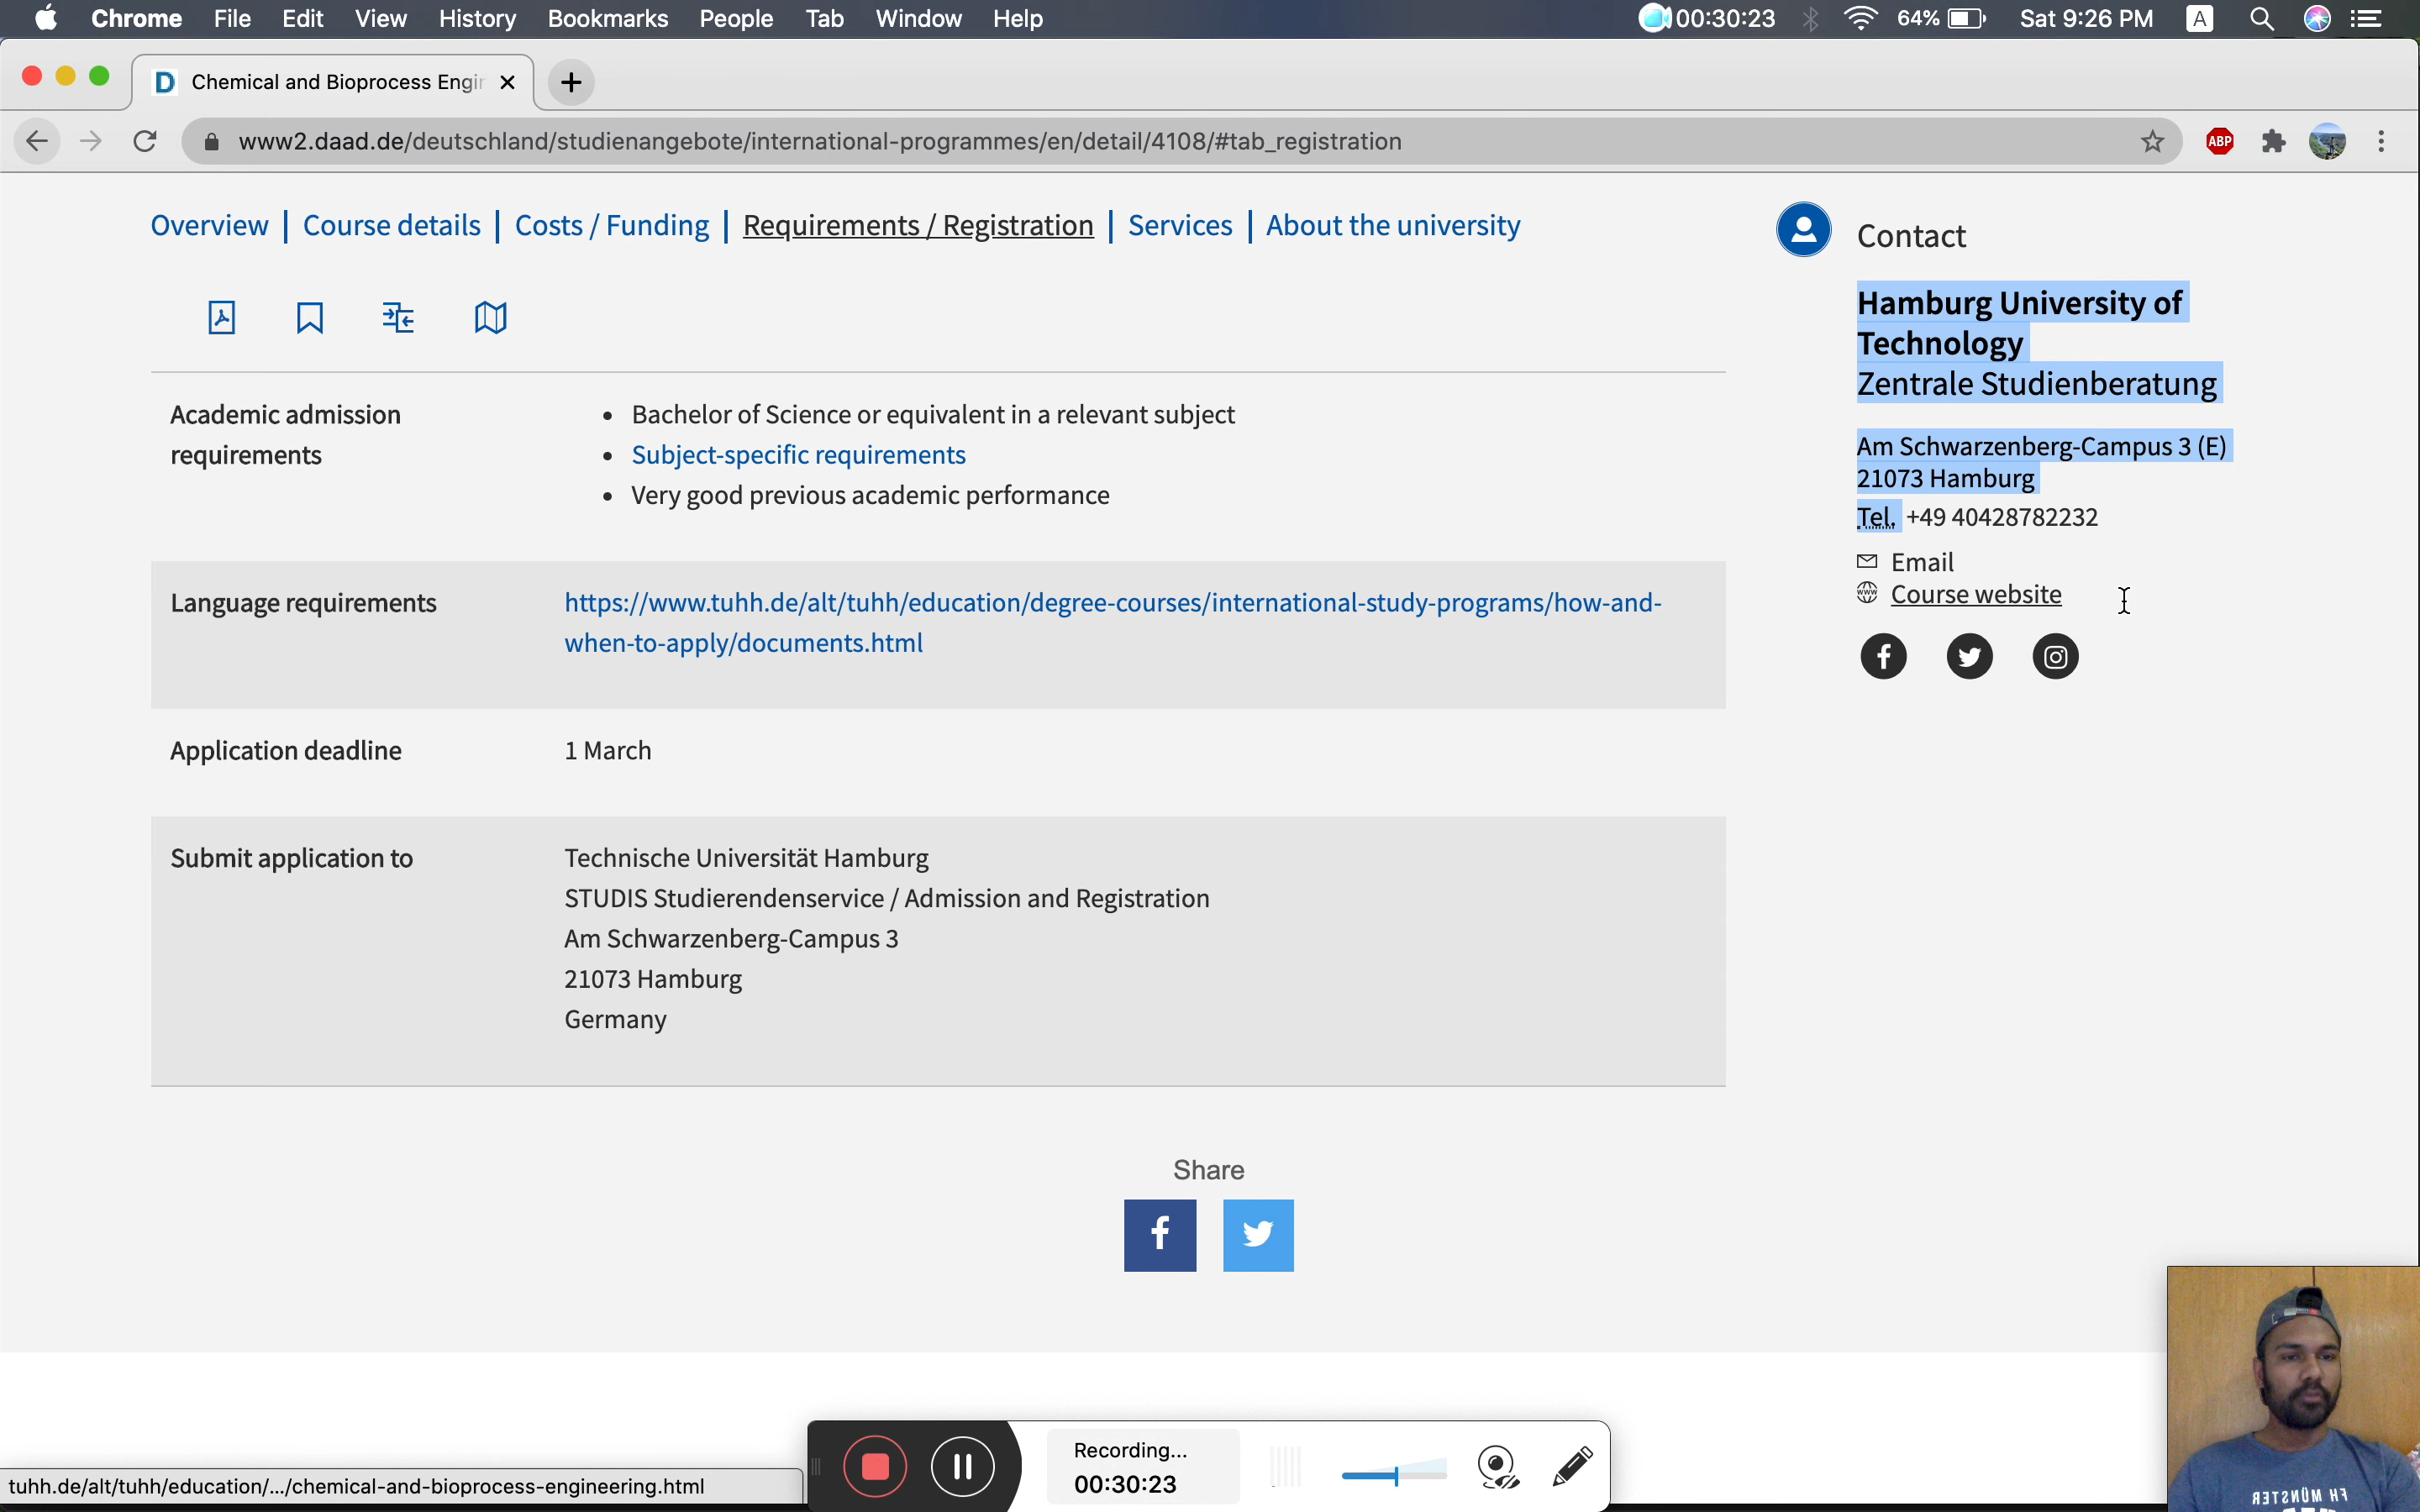 Chrome File Edit View History Bookmarks People Tab Window Help 00:30:23 64% Sat 9:26 PM A
D Chemical and Bioprocess Engir
www2.daad.de/deutschland/studienangebote/international-programmes/en/detail/4108/#tab_registration
ABP
Overview | Course details | Costs / Funding | Requirements / Registration | Services | About the university
Academic admission requirements
• Bachelor of Science or equivalent in a relevant subject
• Subject-specific requirements
• Very good previous academic performance
Language requirements
https://www.tuhh.de/alt/tuhh/education/degree-courses/international-study-programs/how-and-
when-to-apply/documents.html
Application deadline
1 March
Submit application to
Technische Universität Hamburg
STUDIS Studierendenservice / Admission and Registration
Am Schwarzenberg-Campus 3
21073 Hamburg
Germany
Contact
Hamburg University of
Technology
Zentrale Studienberatung
Am Schwarzenberg-Campus 3 (E)
21073 Hamburg
Tel. +49 40428782232
Email
www Course website
Share
Recording...
00:30:23
tuhh.de/alt/tuhh/education/.../chemical-and-bioprocess-engineering.html
FH MÜNSTER